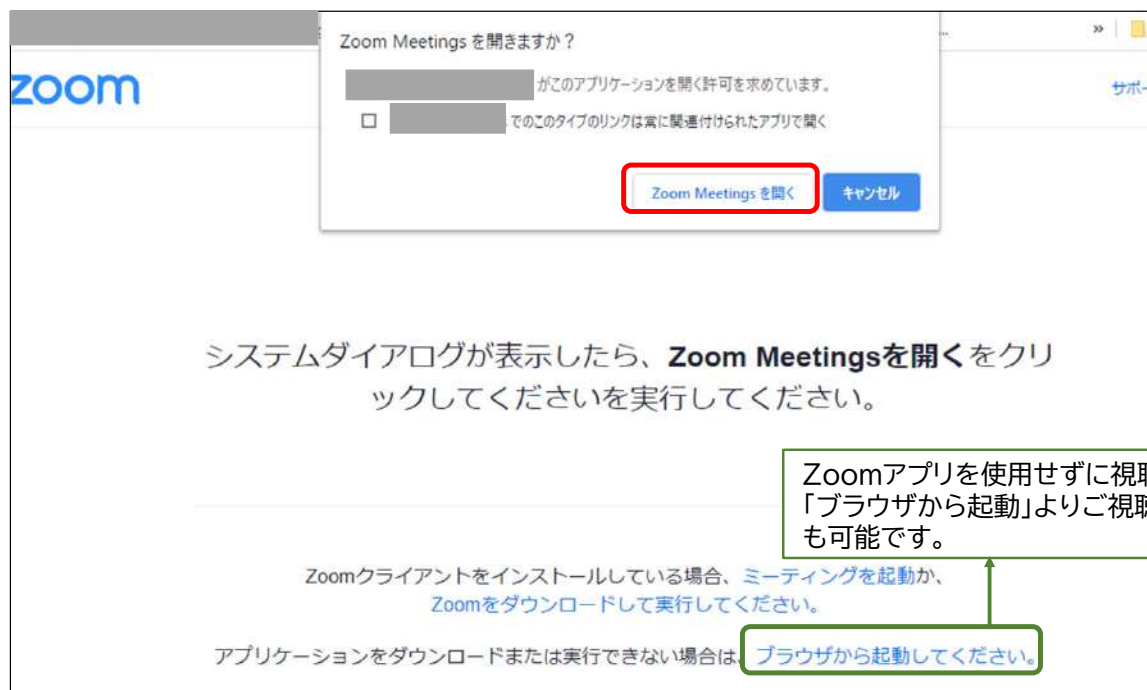 Zoom Meetings を開きますか？
がこのアプリケーションを開く許可を求めています。
でのこのタイプのリンクは常に関連付けられたアプリで開く
Zoom Meetings を開く
キャンセル
...
»
zoom
サポー
システムダイアログが表示したら、Zoom Meetingsを開くをクリ
ックしてくださいを実行してください。
Zoomアプリを使用せずに視聴
「ブラウザから起動」よりご視聴
も可能です。
Zoomクライアントをインストールしている場合、ミーティングを起動か、
Zoomをダウンロードして実行してください。
アプリケーションをダウンロードまたは実行できない場合は、ブラウザから起動してください。